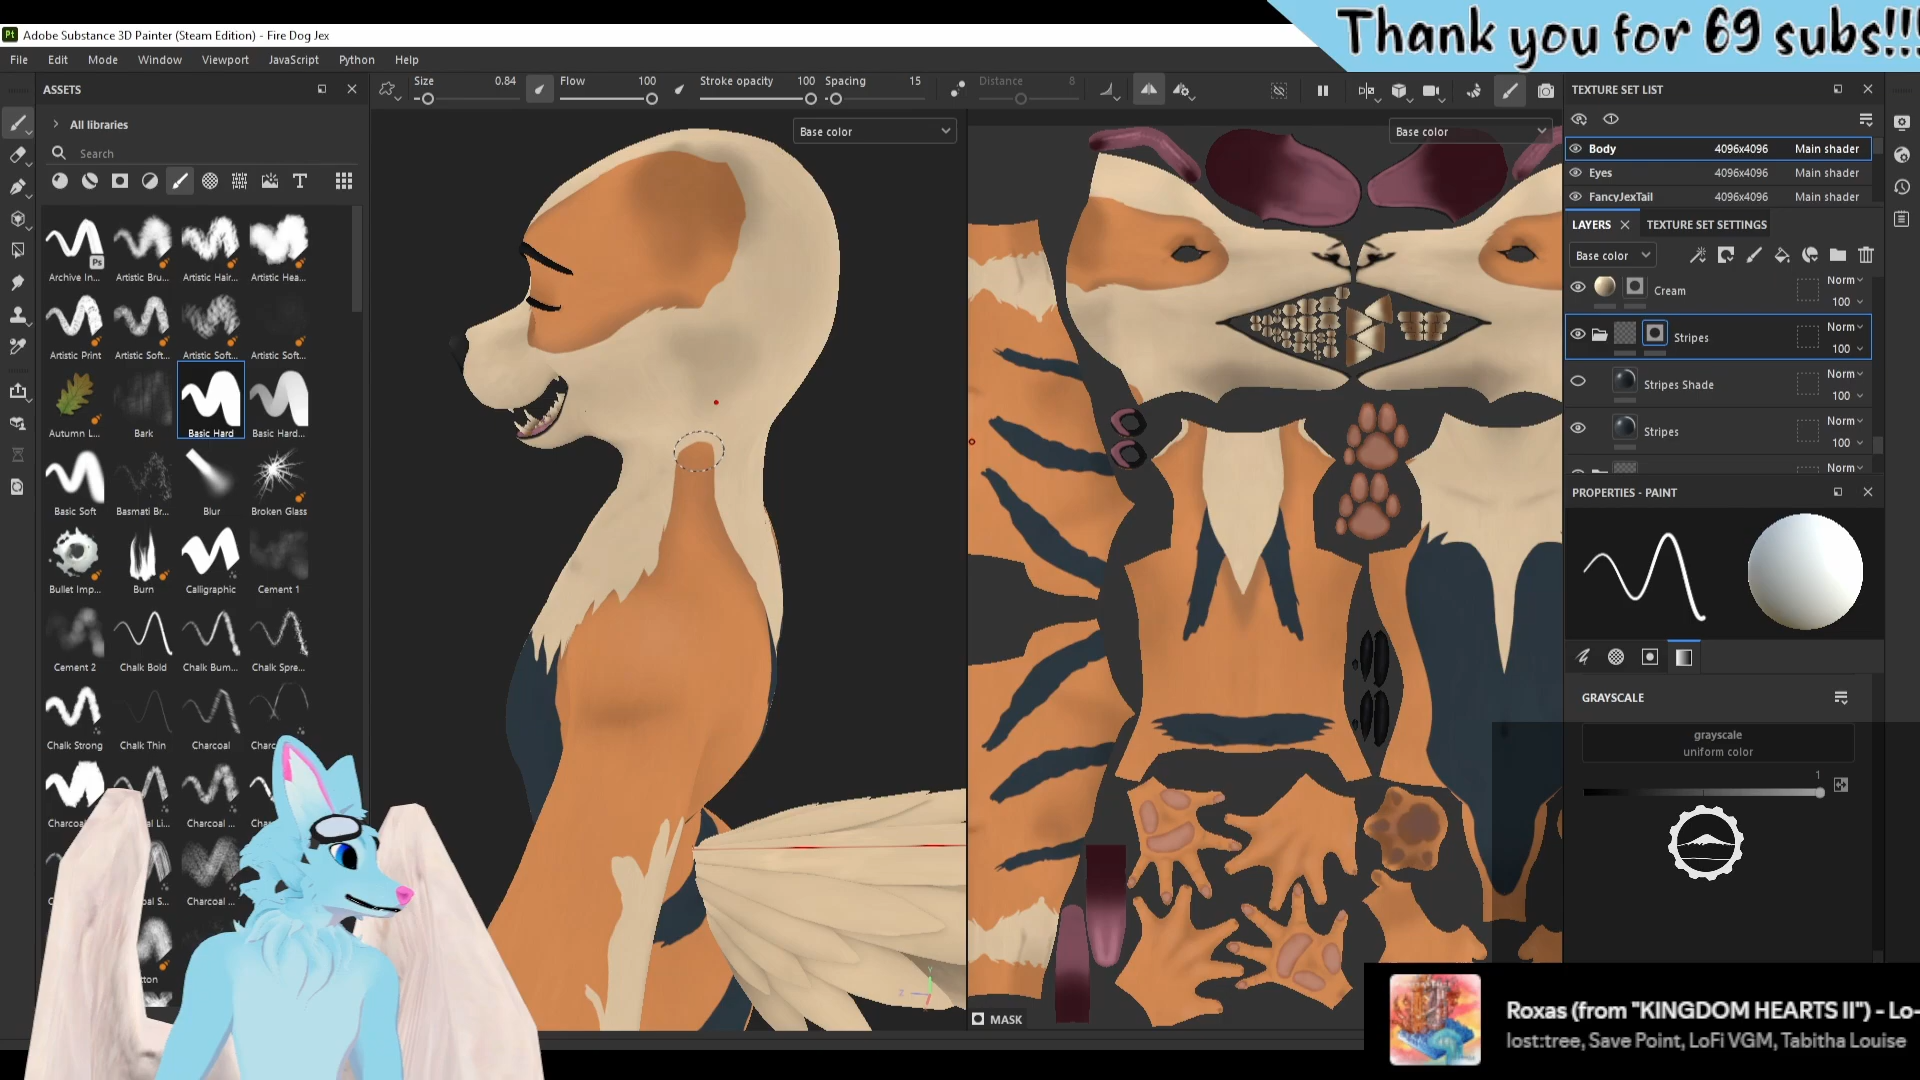 Thank you for 69 subs!!!
Adobe Substance 3D Painter (Steam Edition) - Fire Dog Jex
File Edit Mode Window Viewport JavaScript Python Help
ASSETS
Size 0.84 Flow 100 Stroke opacity 100 Spacing 15 Distance 8
All libraries
Search
Archive In... Artistic Bru... Artistic Hair... Artistic Hea...
Artistic Print Artistic Soft... Artistic Soft... Artistic Soft...
Autumn L... Bark Basic Hard Basic Hard...
Basic Soft Basmati Br... Blur Broken Glass
Bullet Imp... Burn Calligraphic Cement 1
Cement 2 Chalk Bold Chalk Bum... Chalk Spre...
Chalk Strong Chalk Thin Charcoal Charc
Charcoal ...
Charcoal ...
Base color
Base color
MASK
TEXTURE SET LIST
Body 4096x4096 Main shader
Eyes 4096x4096 Main shader
FancyJexTail 4096x4096 Main shader
LAYERS TEXTURE SET SETTINGS
Base color
Cream Norm 100
Stripes Norm 100
Stripes Shade Norm 100
Stripes Norm 100
Norm
PROPERTIES - PAINT
GRAYSCALE
grayscale
uniform color
1
Roxas (from "KINGDOM HEARTS II") - Lo-
lost:tree, Save Point, LoFi VGM, Tabitha Louise